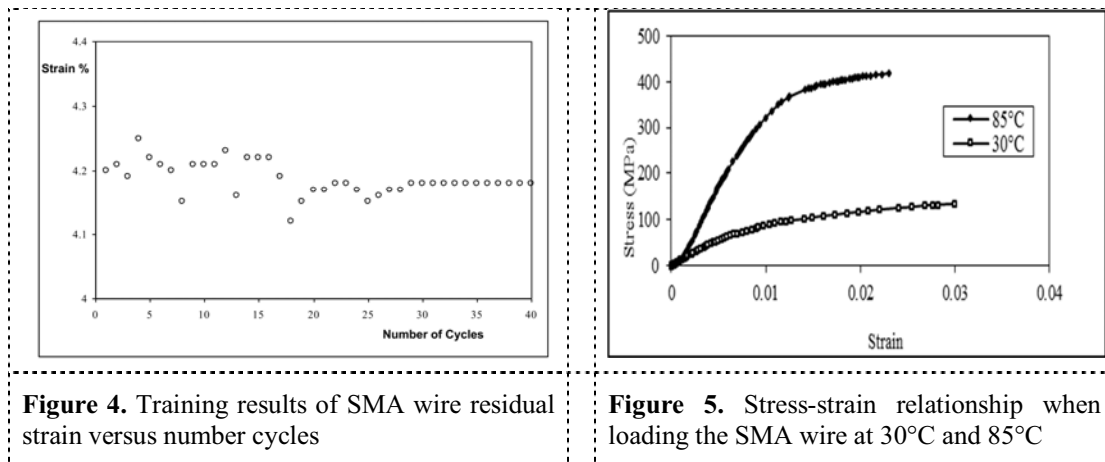 4.4
Strain %
4.3
4.2
4.1
4
0 5 10 15 20 25 30 35 40
Number of Cycles
500
400
300
200
100
0
Stress (MPa)
85°C
30°C
0 0.01 0.02 0.03 0.04
Strain
Figure 4. Training results of SMA wire residual
strain versus number cycles
Figure 5. Stress-strain relationship when
loading the SMA wire at 30°C and 85°C